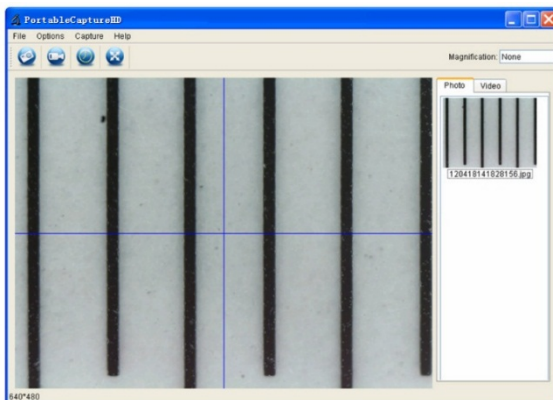 PortableCaptureHD
File Options Capture Help
Magnification: None
Photo Video
120418141828156.jpg
640*480